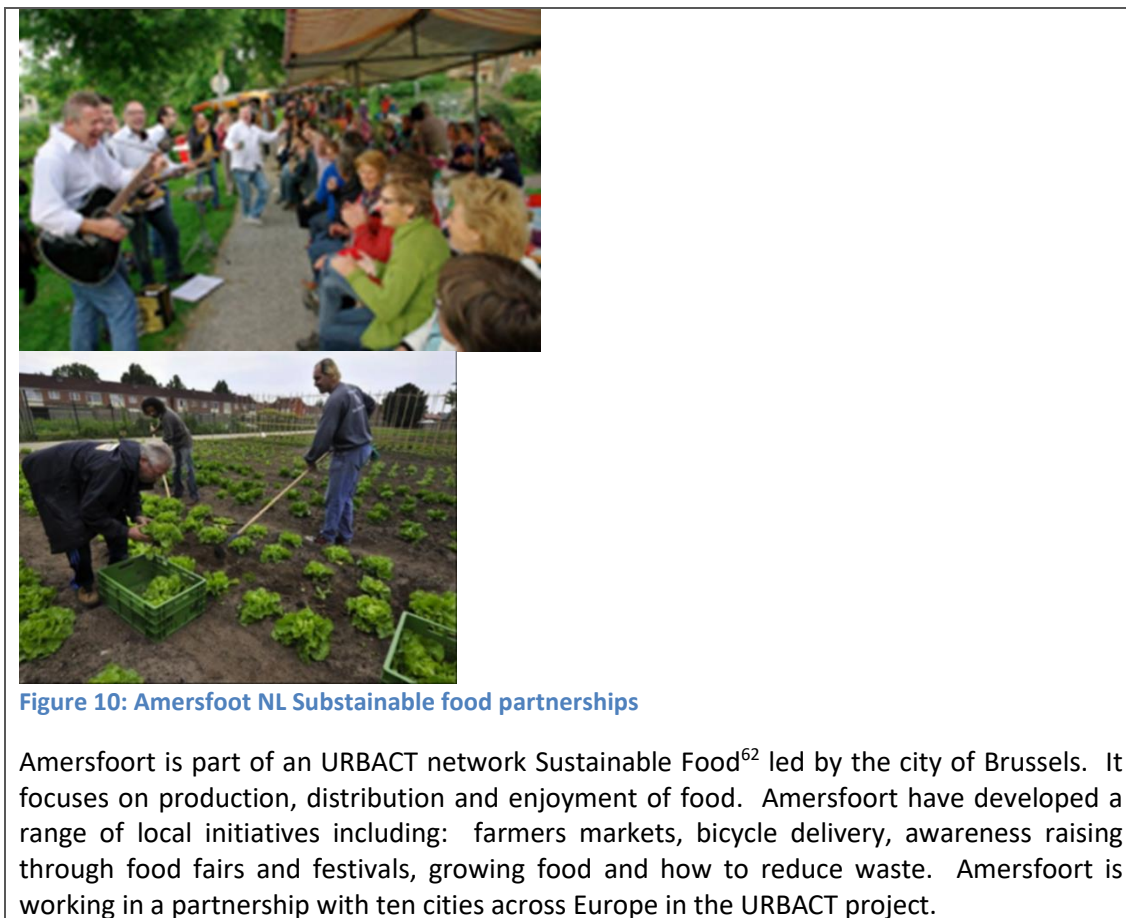 Figure 10: Amersfoot NL Substainable food partnerships
Amersfoort is part of an URBACT network Sustainable Food62 led by the city of Brussels. It
focuses on production, distribution and enjoyment of food. Amersfoort have developed a
range of local initiatives including: farmers markets, bicycle delivery, awareness raising
through food fairs and festivals, growing food and how to reduce waste. Amersfoort is
working in a partnership with ten cities across Europe in the URBACT project.